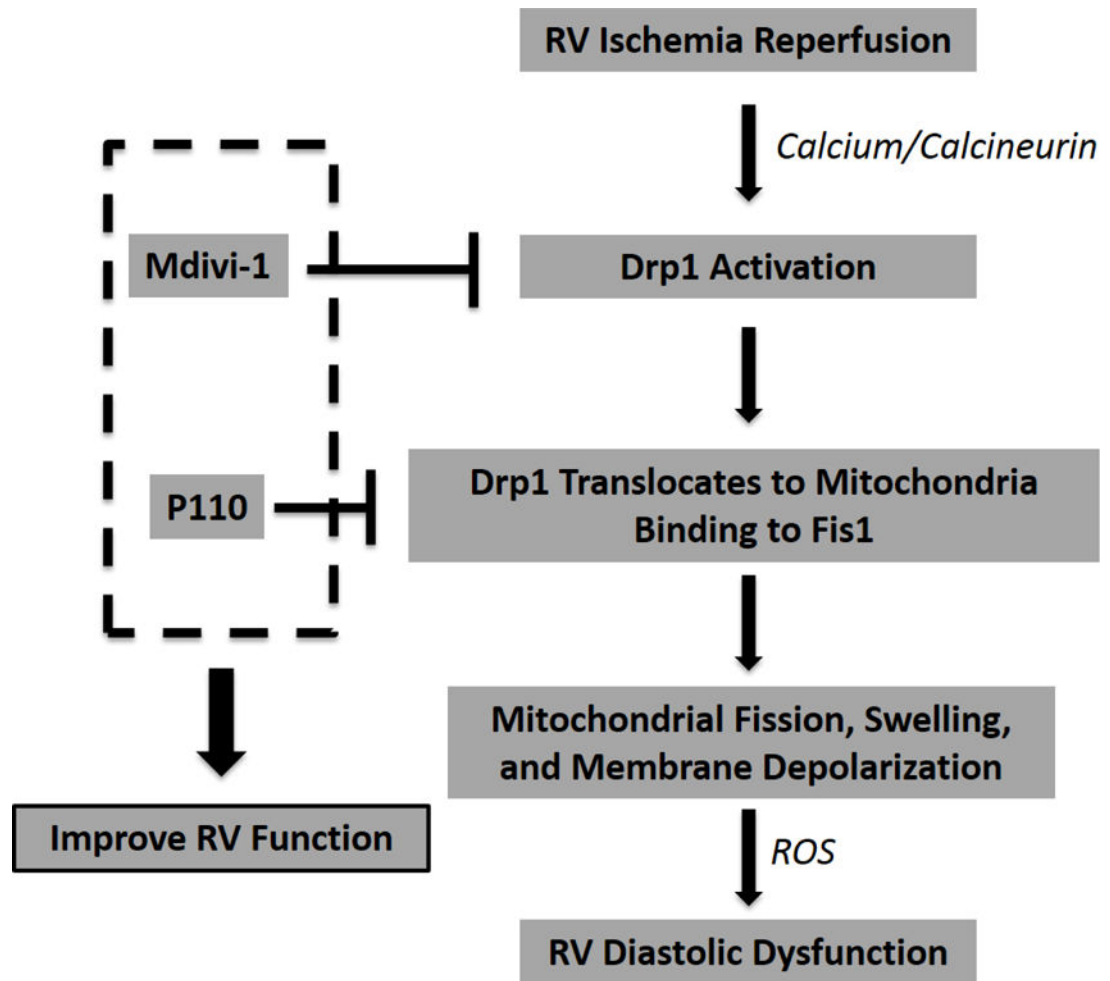 RV Ischemia Reperfusion
Calcium/Calcineurin
Mdivi-1
Drp1 Activation
P110
Drp1 Translocates to Mitochondria
Binding to Fis1
Mitochondrial Fission, Swelling,
and Membrane Depolarization
Improve RV Function
ROS
RV Diastolic Dysfunction